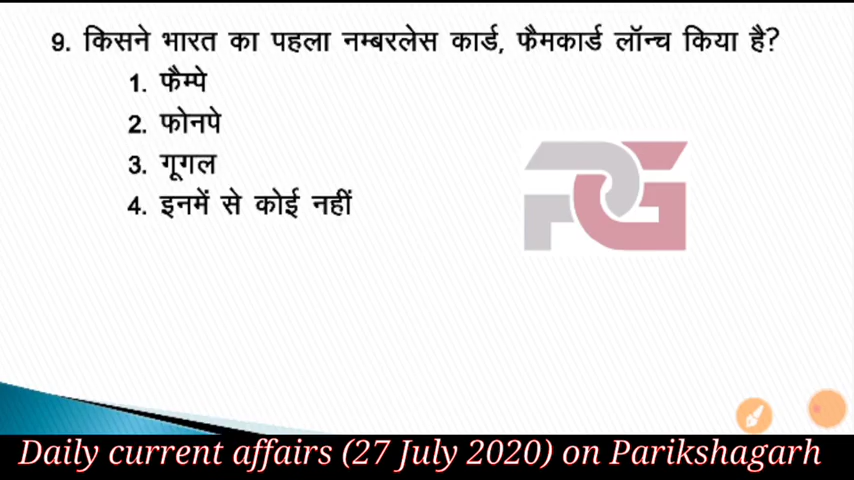 9. किसने भारत का पहला नम्बरलेस कार्ड, फैमकार्ड लॉन्च किया है?
1. फैम्पे
2. फोनपे
3. गूगल
4. इनमें से कोई नहीं
PG
Daily current affairs (27 July 2020) on Parikshagarh